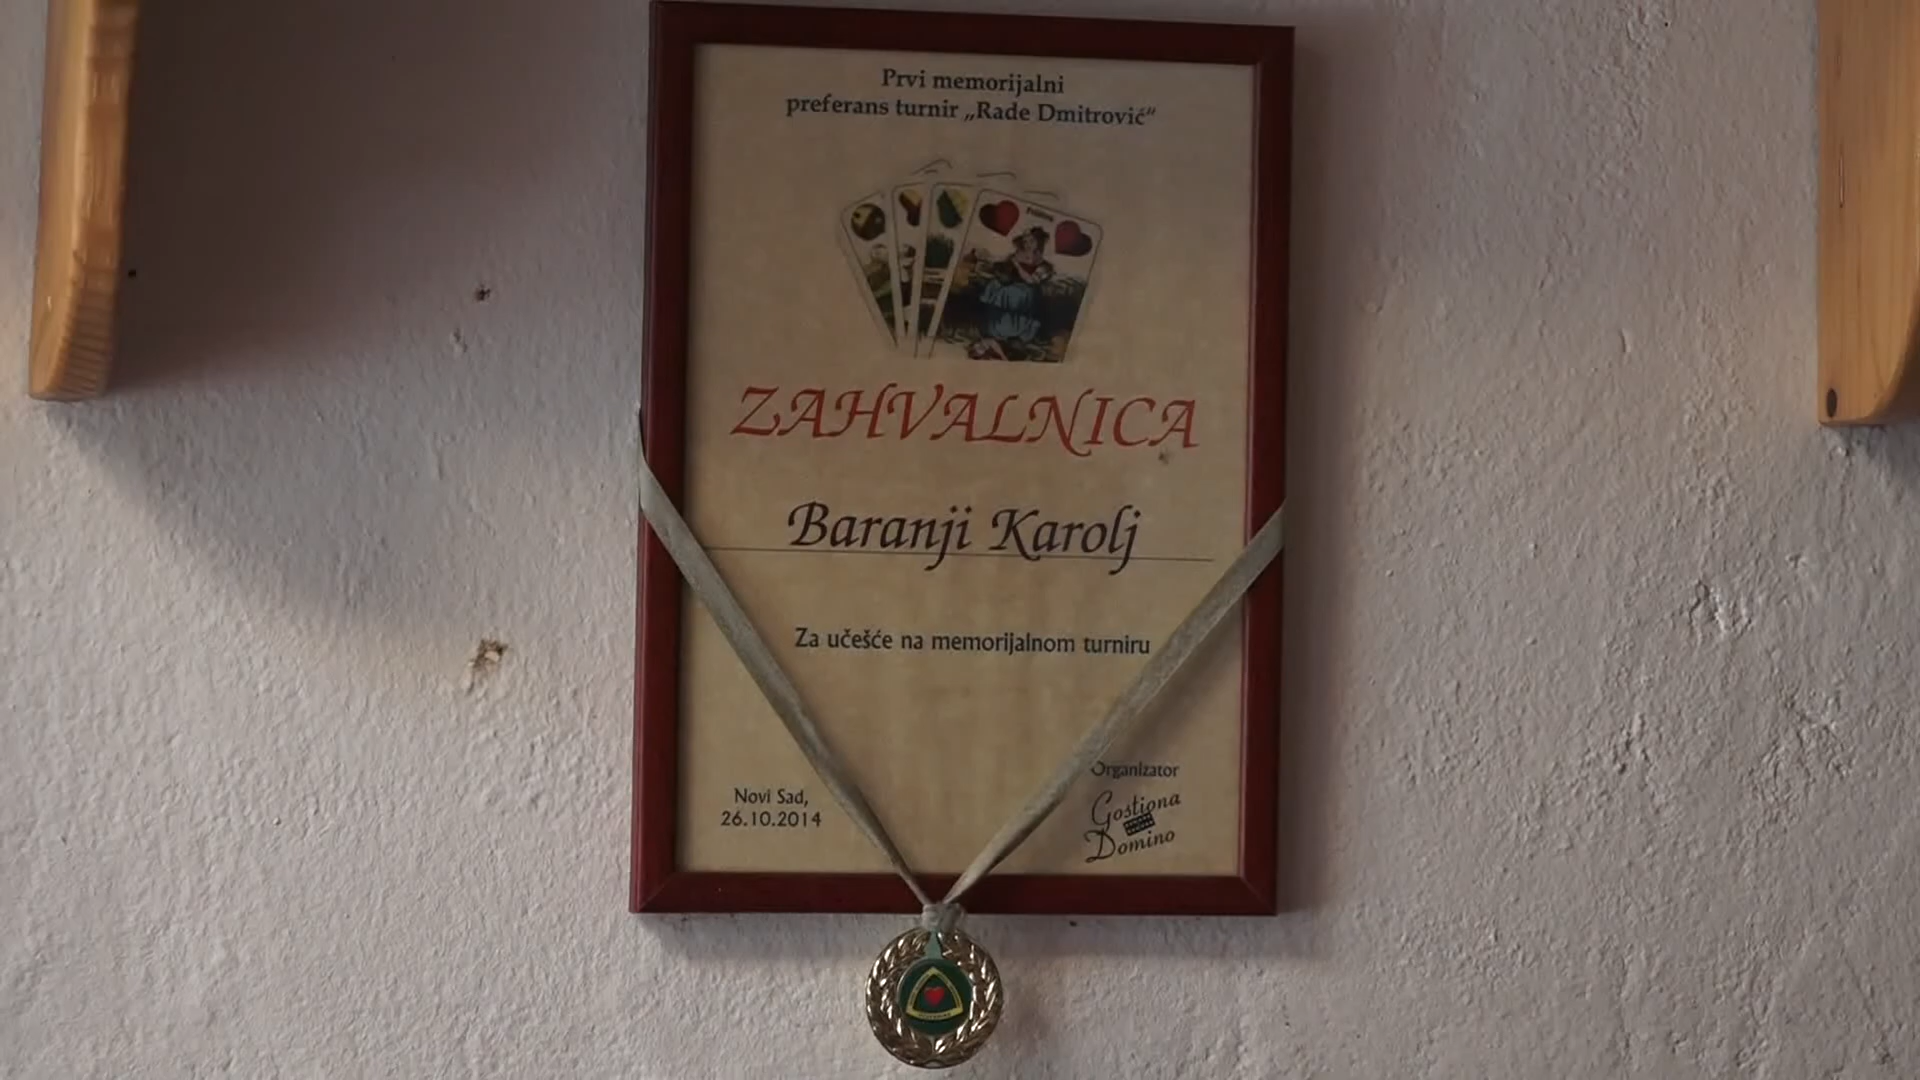 Prvi memorijalni
preferans turnir „Rade Dmitrović“
ZAHVALNICA
Baranji Karolj
Za učešće na memorijalnom turniru
Novi Sad,
26.10.2014
Organizator
Gostiona
Domino